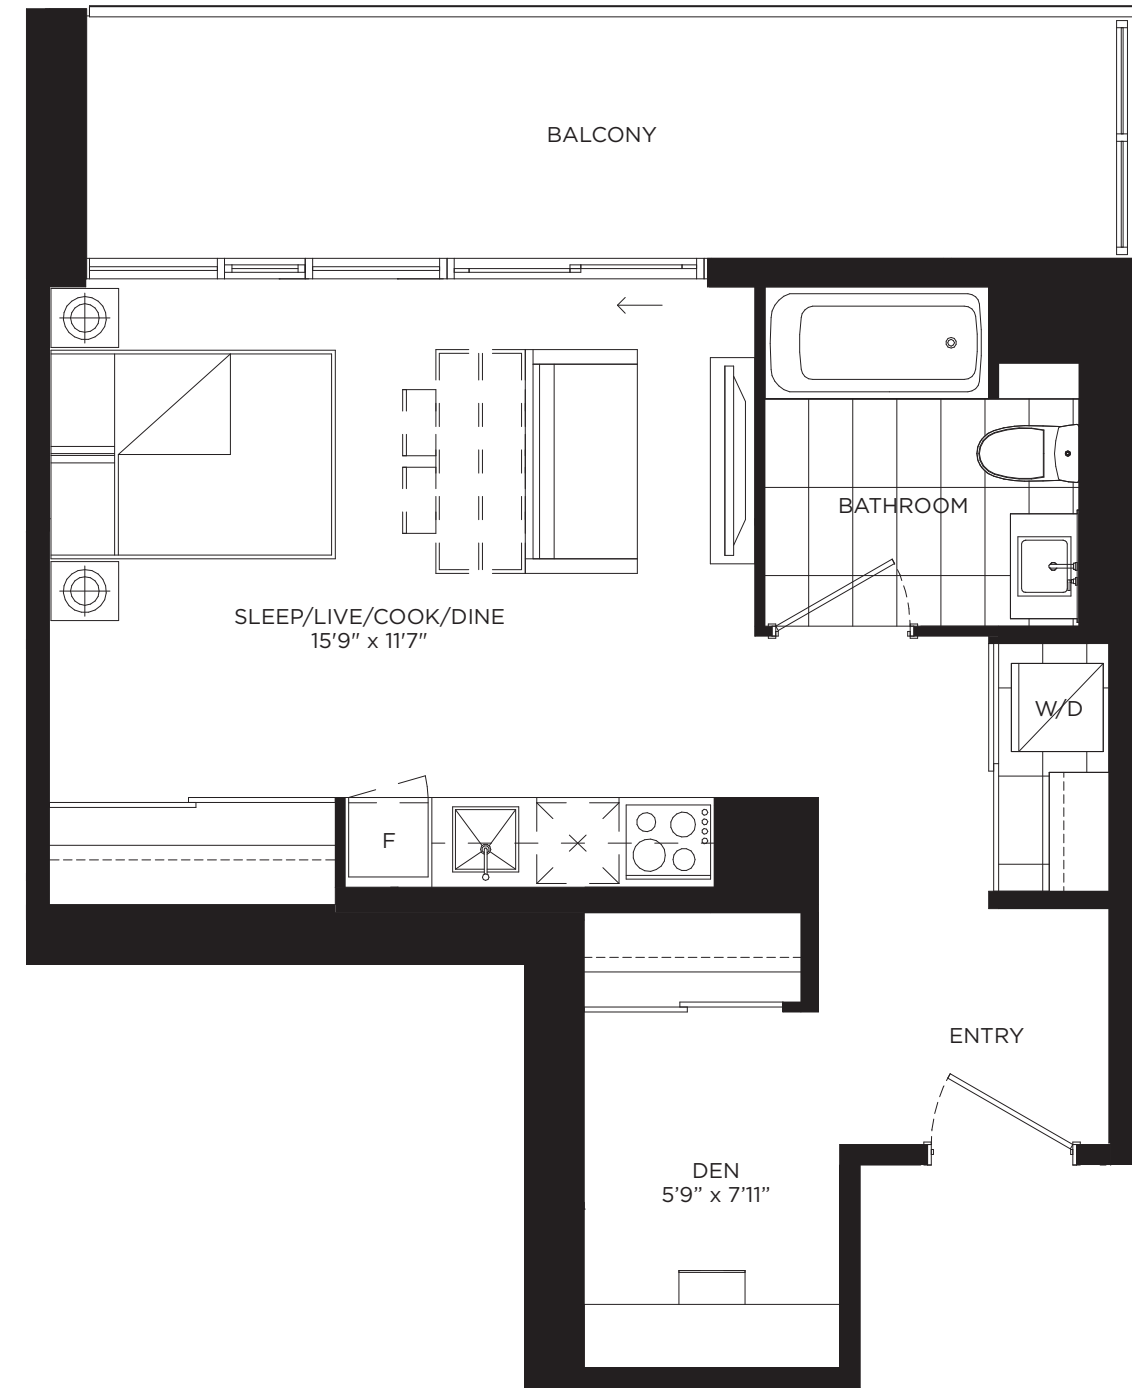 BALCONY
BATHROOM
SLEEP/LIVE/COOK/DINE
15'9" x 11'7"
W/D
F
ENTRY
DEN
5'9” x 7'11”